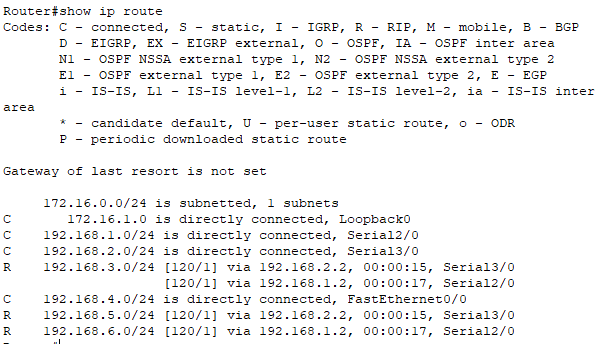 Router#show ip route
Codes: C - connected, S - static, I - IGRP, R - RIP, M - mobile, B - BGP
       D - EIGRP, EX - EIGRP external, O - OSPF, IA - OSPF inter area
       N1 - OSPF NSSA external type 1, N2 - OSPF NSSA external type 2
       E1 - OSPF external type 1, E2 - OSPF external type 2, E - EGP
       i - IS-IS, L1 - IS-IS level-1, L2 - IS-IS level-2, ia - IS-IS inter
area
       * - candidate default, U - per-user static route, o - ODR
       P - periodic downloaded static route
Gateway of last resort is not set
     172.16.0.0/24 is subnetted, 1 subnets
C       172.16.1.0 is directly connected, Loopback0
C    192.168.1.0/24 is directly connected, Serial2/0
C    192.168.2.0/24 is directly connected, Serial3/0
R    192.168.3.0/24 [120/1] via 192.168.2.2, 00:00:15, Serial3/0
                    [120/1] via 192.168.1.2, 00:00:17, Serial2/0
C    192.168.4.0/24 is directly connected, FastEthernet0/0
R    192.168.5.0/24 [120/1] via 192.168.2.2, 00:00:15, Serial3/0
R    192.168.6.0/24 [120/1] via 192.168.1.2, 00:00:17, Serial2/0